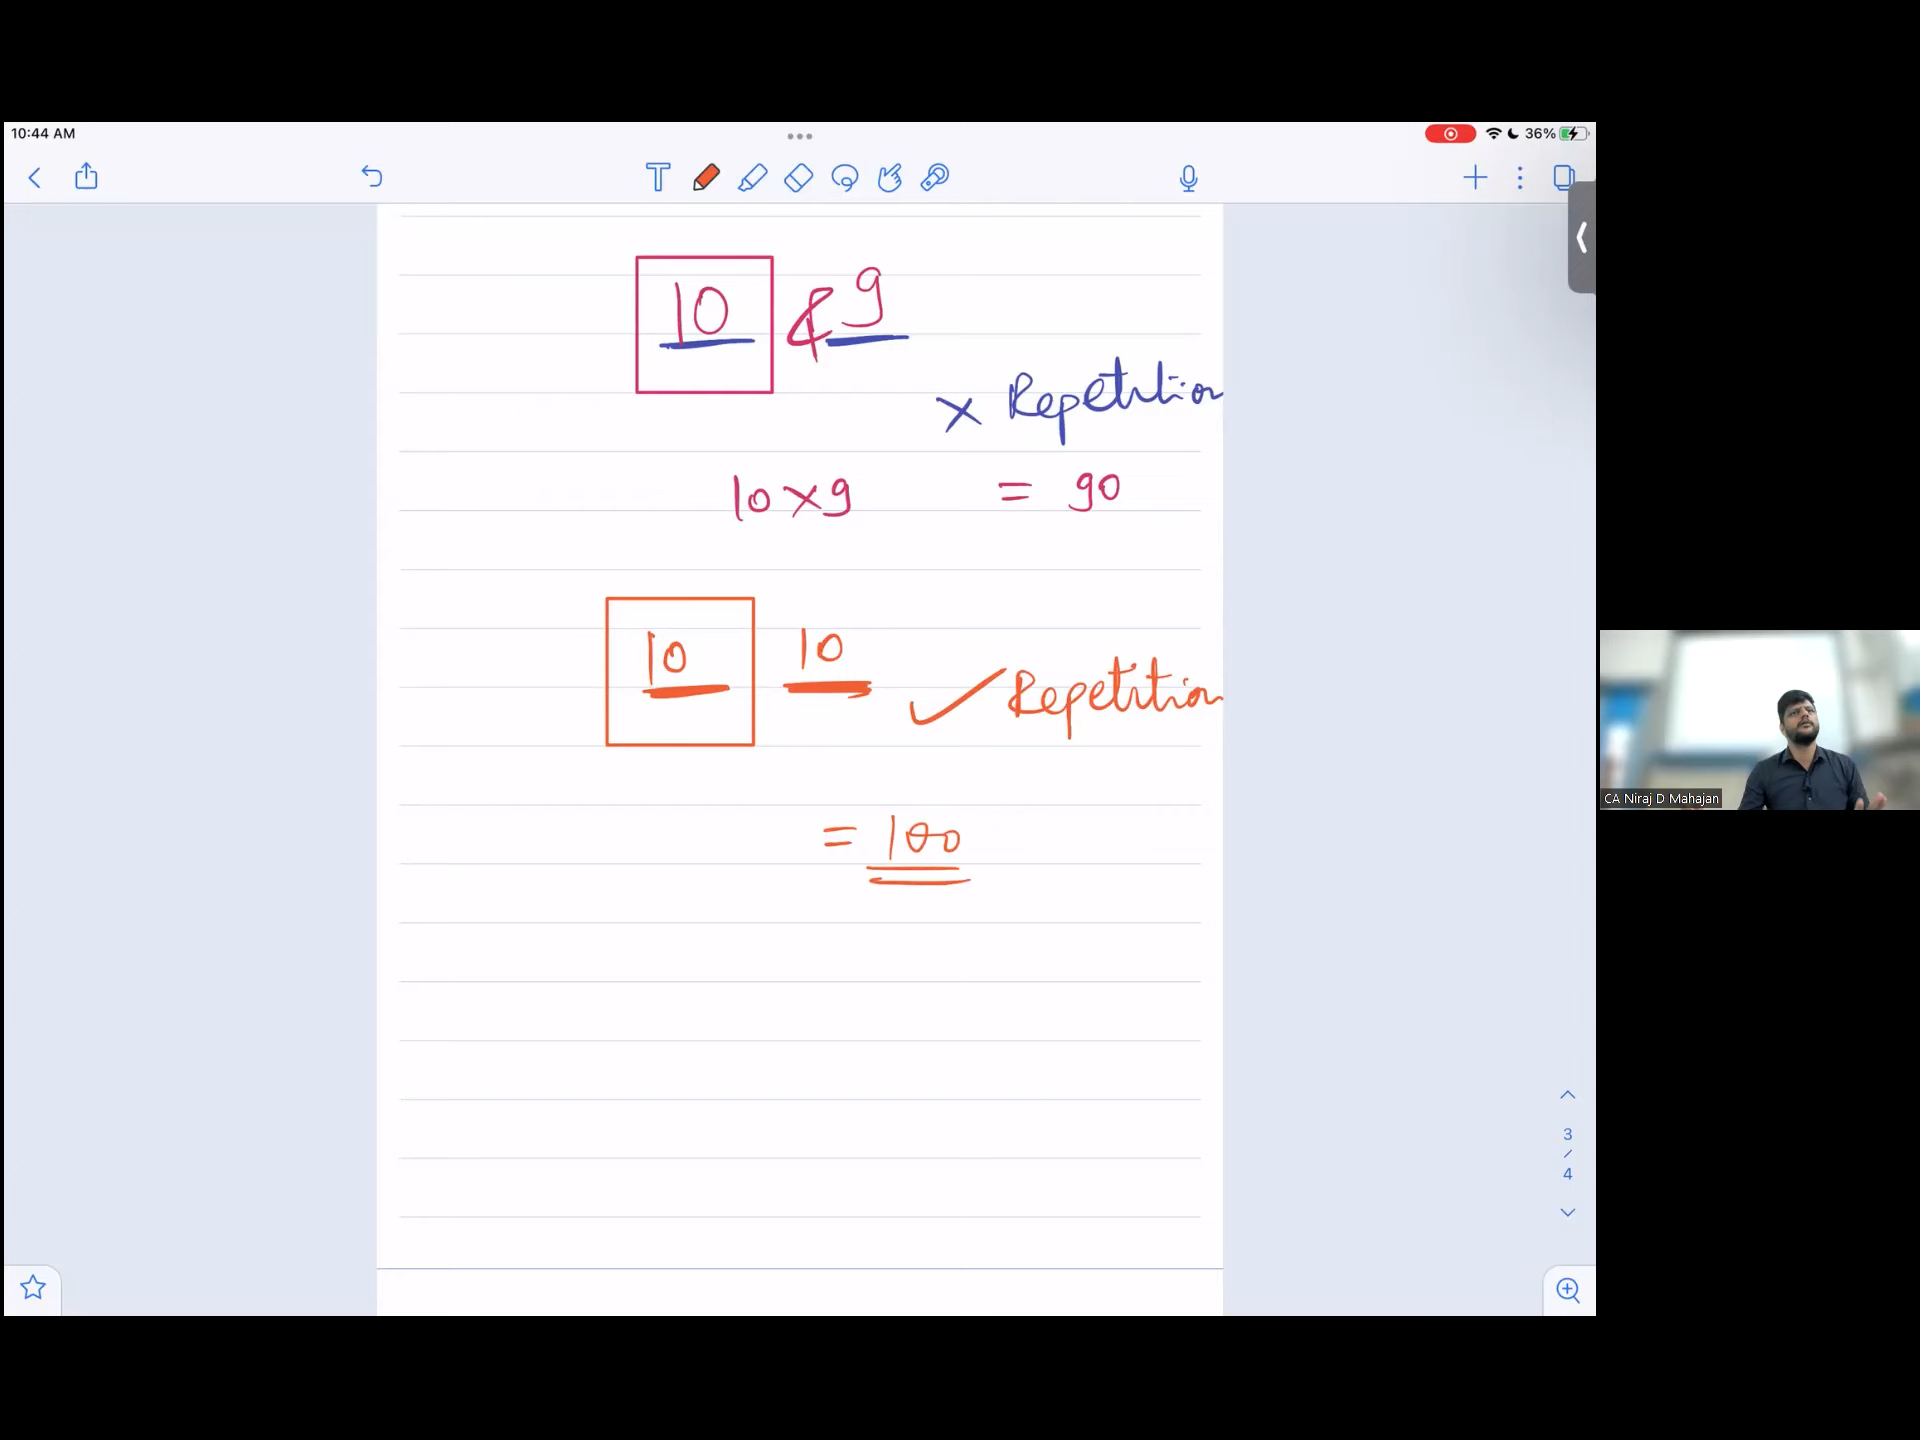 10:44 AM
36%
T
10 & 9
× Repetition
10 × 9 = 90
10 10
✓ Repetition
= 100
CA Niraj D Mahajan
3
/
4